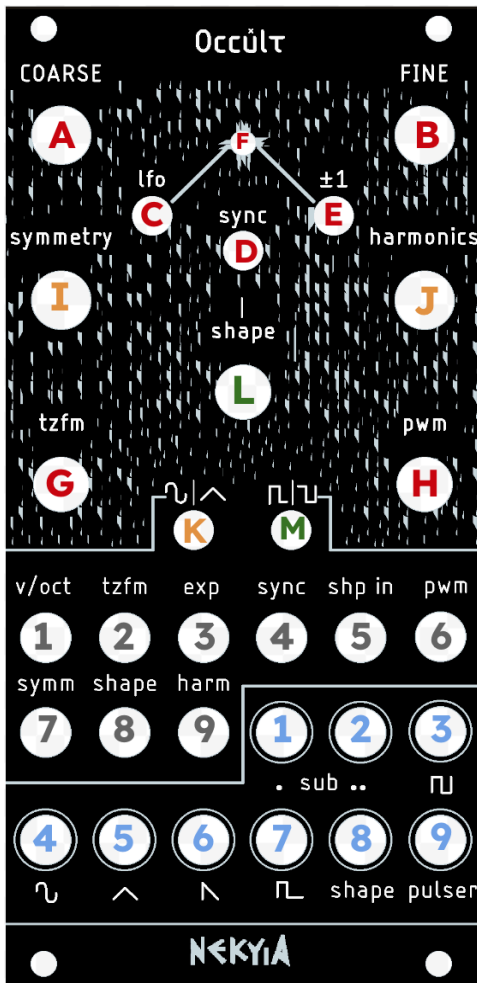 Occult
COARSE FINE
A F B
lfo ±1
C E
sync
symmetry D harmonics
I J
shape
L
tzfm pwm
G H
K M
v/oct tzfm exp sync shp in pwm
1 2 3 4 5 6
symm shape harm
7 8 9 1 2 3
. sub ..
4 5 6 7 8 9
shape pulser
NEKYIA